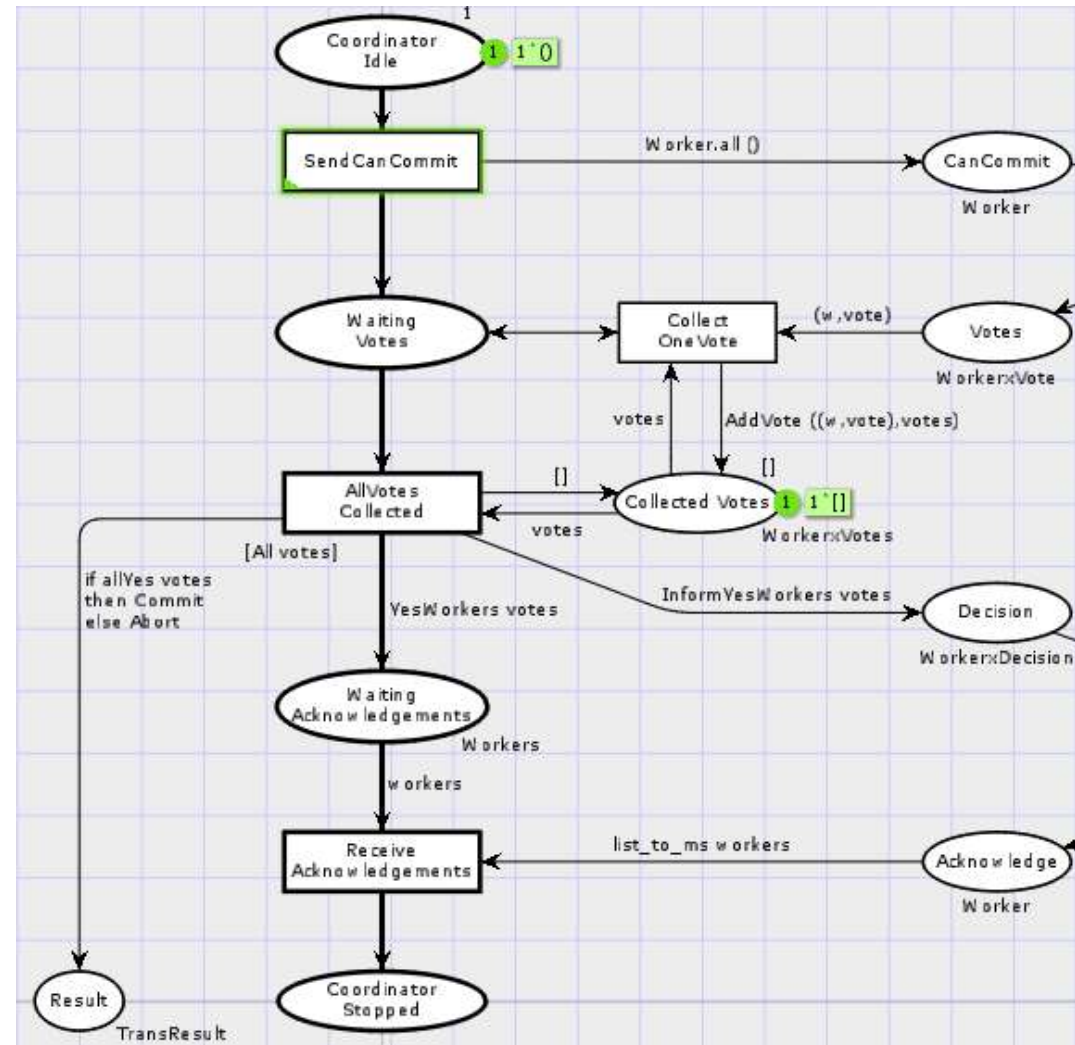 1
Coordinator
Idle
1 1`()
SendCanCommit
Worker.all ()
CanCommit
Worker
Waiting
Votes
Collect
OneVote
(w,vote)
Votes
WorkerxVote
votes
AddVote ((w,vote),votes)
AllVotes
Collected
[]
[]
Collected Votes
1 1`[]
votes
WorkerxVotes
[All votes]
if allYes votes
then Commit
else Abort
YesWorkers votes
InformYesWorkers votes
Decision
WorkerxDecision
Waiting
Acknowledgements
Workers
workers
Receive
Acknowledgements
list_to_ms workers
Acknowledge
Worker
Result
TransResult
Coordinator
Stopped